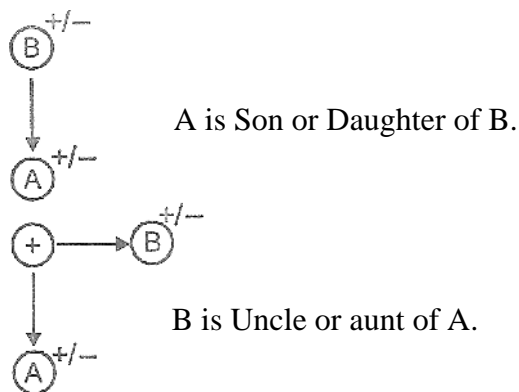 +/−
B
A is Son or Daughter of B.
+/−
A
+/−
+
B
B is Uncle or aunt of A.
+/−
A